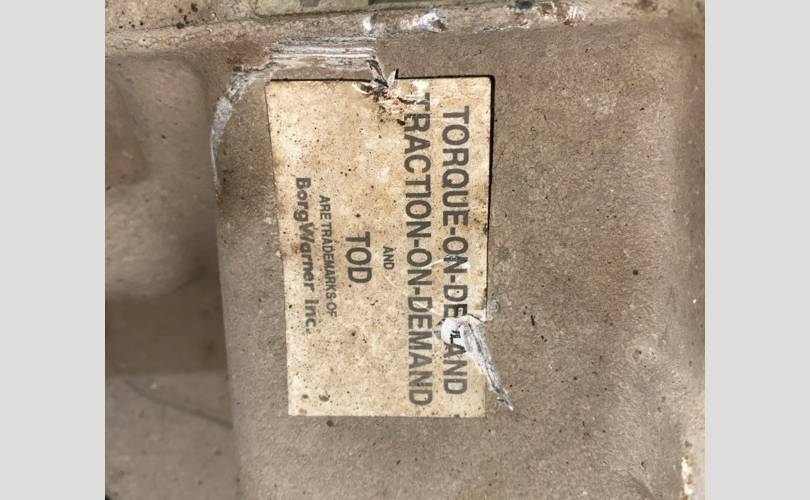 TORQUE-ON-DEMAND
TRACTION-ON-DEMAND
AND
TOD
ARE TRADEMARKS OF
BorgWarner Inc.